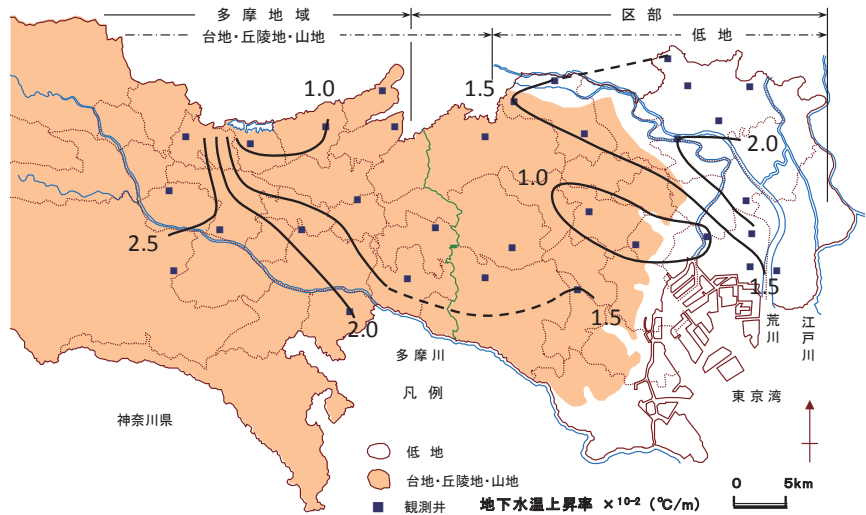 多摩地域
区部
台地・丘陵地・山地
低地
1.0
1.5
2.0
1.0
2.5
2.0
1.5
1.5
荒川
江戸川
多摩川
凡例
東京湾
神奈川県
低地
台地・丘陵地・山地
観測井
地下水温上昇率 ×10-2 (℃/m)
0 5km